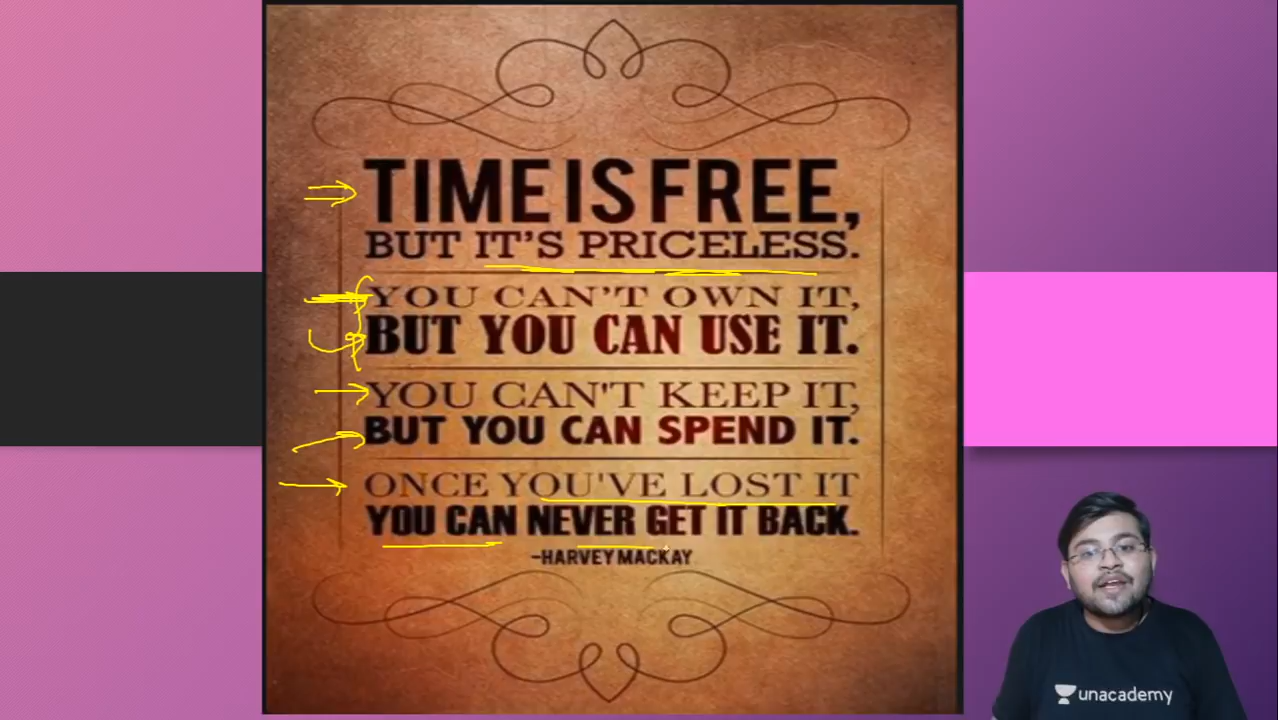 TIME IS FREE,
BUT IT'S PRICELESS.
YOU CAN'T OWN IT,
BUT YOU CAN USE IT.
YOU CAN'T KEEP IT,
BUT YOU CAN SPEND IT.
ONCE YOU'VE LOST IT
YOU CAN NEVER GET IT BACK.
-HARVEY MACKAY
unacademy